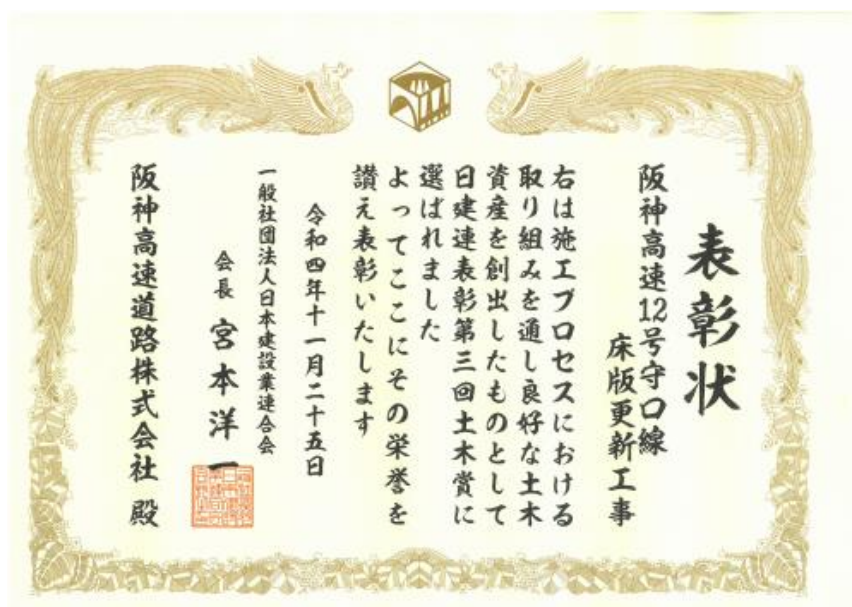 表彰状
阪神高速12号守口線
床版更新工事
右は施工プロセスにおける
取り組みを通し良好な土木
資産を創出したものとして
日建連表彰第三回土木賞に
選ばれました
よってここにその栄誉を
讃え表彰いたします
令和四年十一月二十五日
一般社団法人日本建設業連合会
会長 宮本洋一
阪神高速道路株式会社 殿